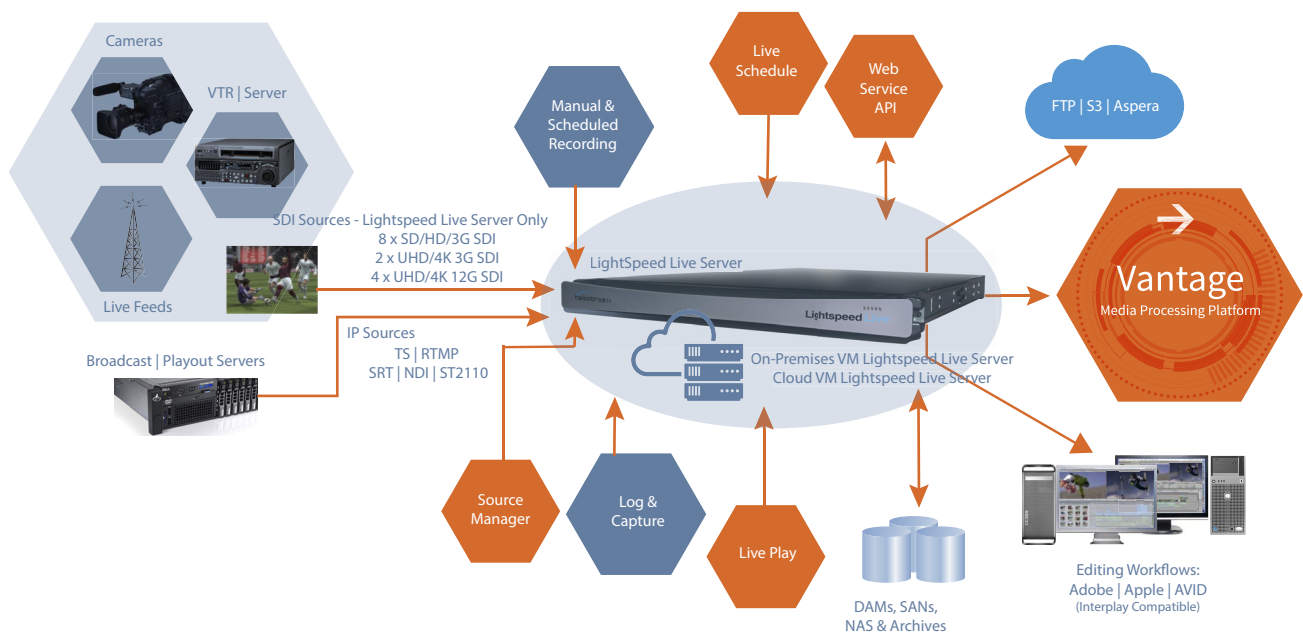 Cameras
VTR | Server
Live Feeds
SDI Sources - Lightspeed Live Server Only
8 x SD/HD/3G SDI
2 x UHD/4K 3G SDI
4 x UHD/4K 12G SDI
Broadcast | Playout Servers
IP Sources
TS | RTMP
SRT | NDI | ST2110
Manual &
Scheduled
Recording
Live
Schedule
Web
Service
API
FTP | S3 | Aspera
LightSpeed Live Server
telestream
Lightspeed
On-Premises VM Lightspeed Live Server
Cloud VM Lightspeed Live Server
Vantage
Media Processing Platform
Source
Manager
Log &
Capture
Live Play
DAMs, SANs,
NAS & Archives
Editing Workflows:
Adobe | Apple | AVID
(Interplay Compatible)